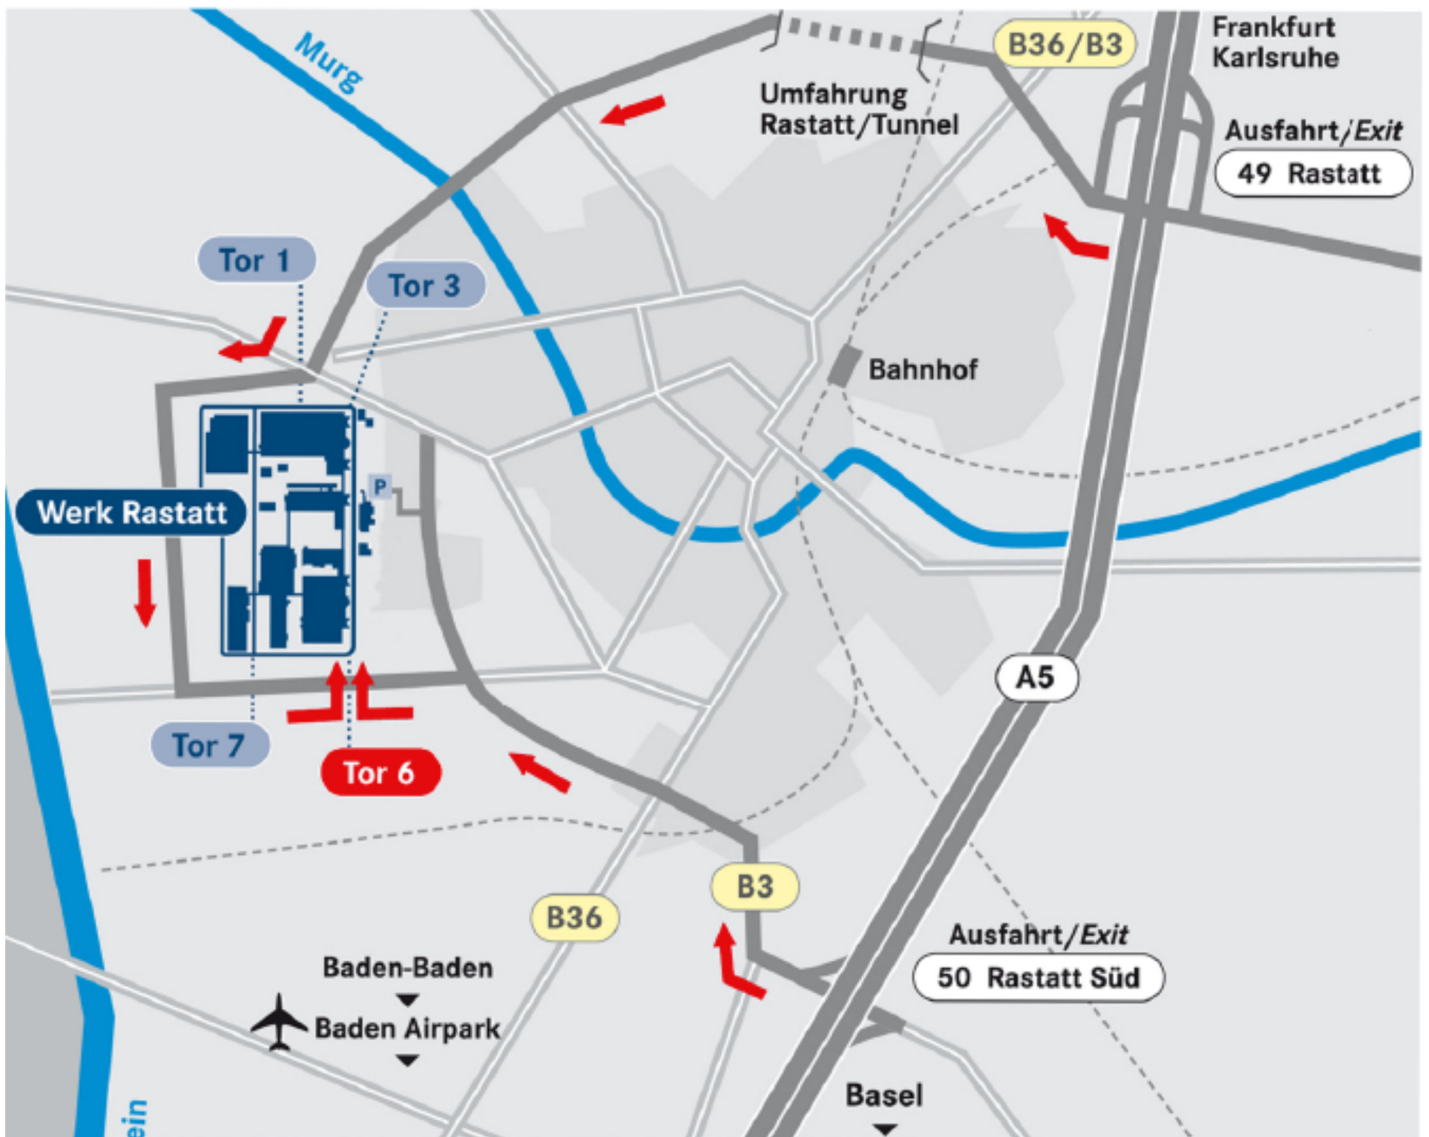 Murg
B36/B3
Frankfurt
Karlsruhe
Umfahrung
Rastatt/Tunnel
Ausfahrt/Exit
49 Rastatt
Tor 1
Tor 3
Bahnhof
P
Werk Rastatt
A5
Tor 7
Tor 6
B3
B36
Ausfahrt/Exit
50 Rastatt Süd
Baden-Baden
Baden Airpark
Basel
ein